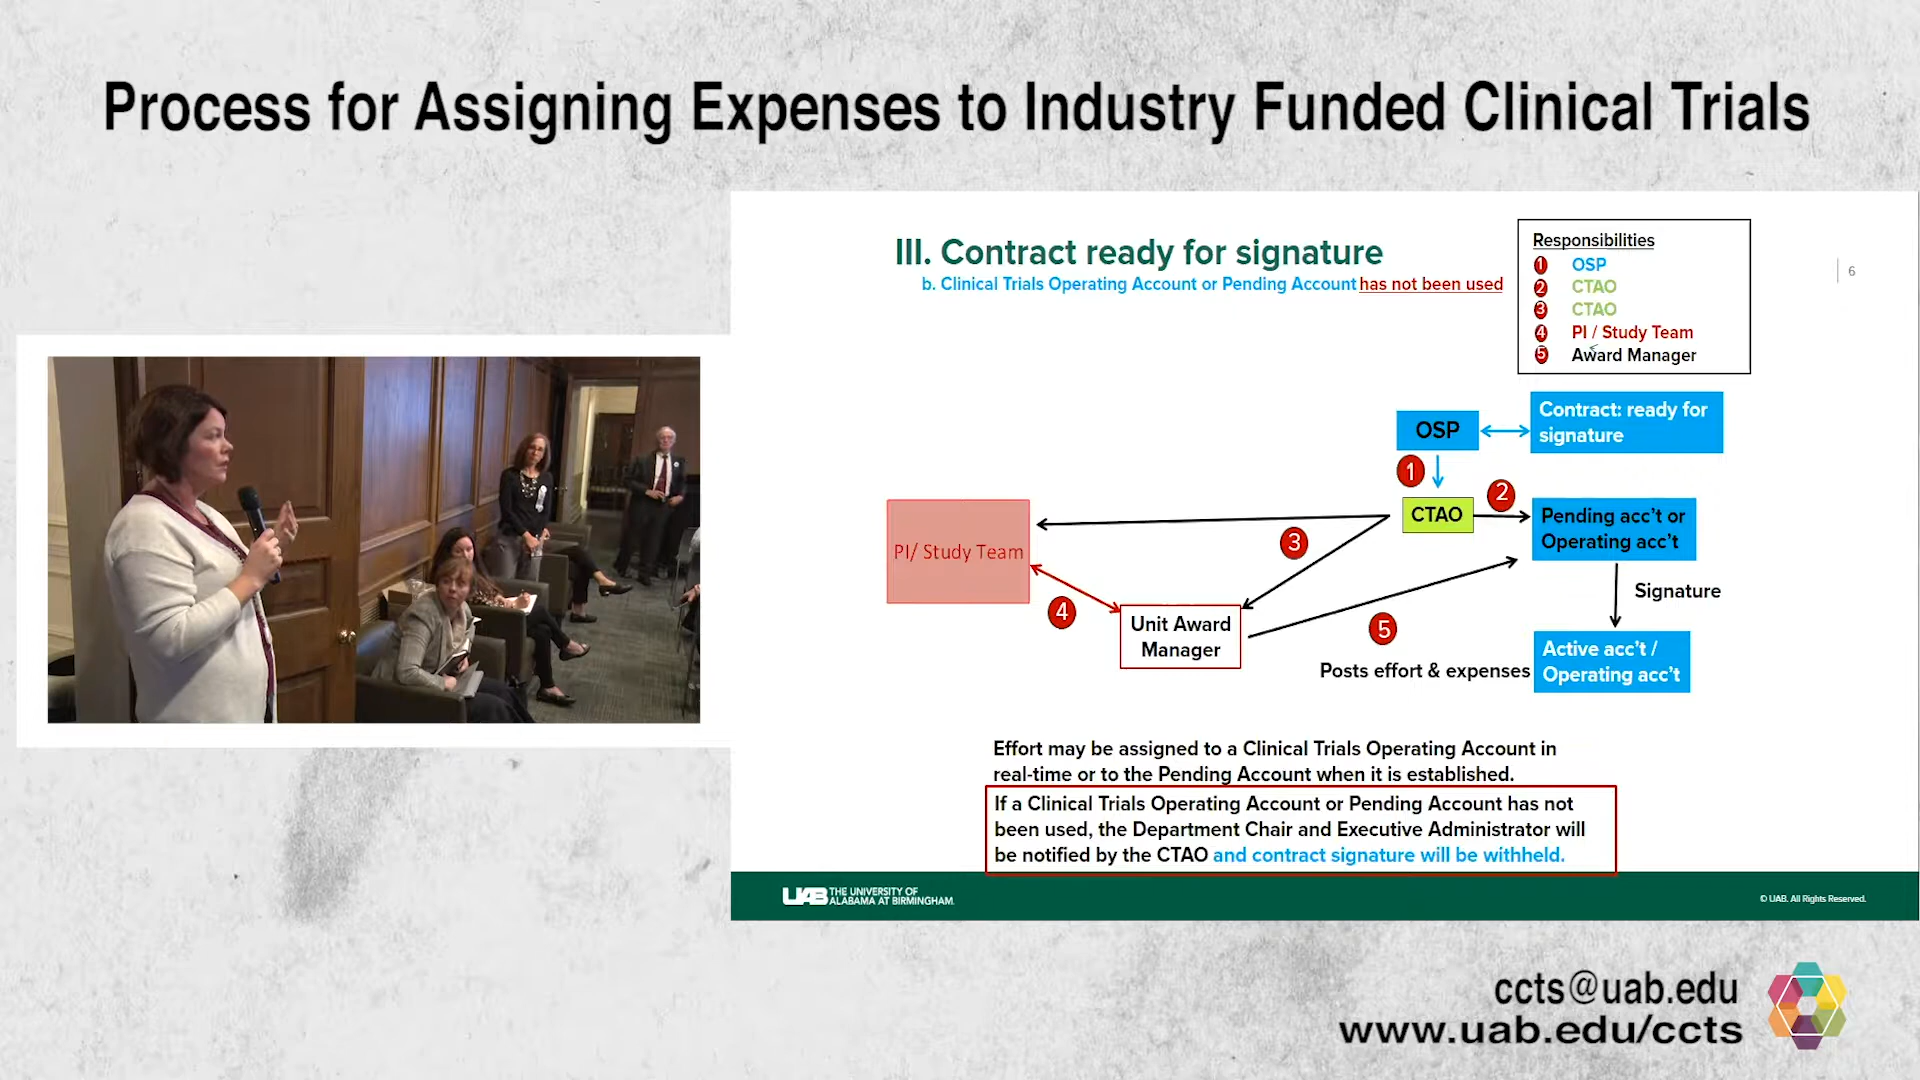 Process for Assigning Expenses to Industry Funded Clinical Trials
III. Contract ready for signature
b. Clinical Trials Operating Account or Pending Account has not been used
Responsibilities
1 OSP
2 CTAO
3 CTAO
4 PI / Study Team
5 Award Manager
6
OSP
Contract: ready for
signature
1
CTAO
2
Pending acc't or
Operating acc't
PI/ Study Team
3
Signature
4
Unit Award
Manager
5
Posts effort & expenses
Active acc't /
Operating acc't
Effort may be assigned to a Clinical Trials Operating Account in
real-time or to the Pending Account when it is established.
If a Clinical Trials Operating Account or Pending Account has not
been used, the Department Chair and Executive Administrator will
be notified by the CTAO and contract signature will be withheld.
UAB THE UNIVERSITY OF
ALABAMA AT BIRMINGHAM.
© UAB. All Rights Reserved.
ccts@uab.edu
www.uab.edu/ccts